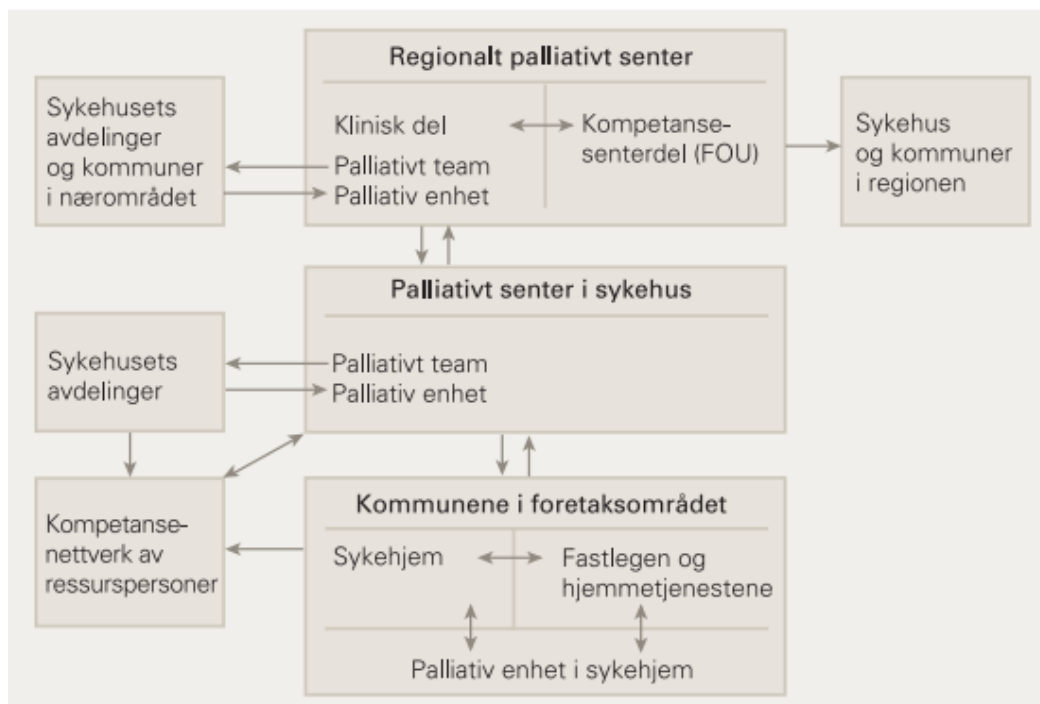 Regionalt palliativt senter
Sykehusets
avdelinger
og kommuner
i nærområdet
Klinisk del
Palliativt team
Palliativ enhet
Kompetanse-
senterdel (FOU)
Sykehus
og kommuner
i regionen
Palliativt senter i sykehus
Sykehusets
avdelinger
Palliativt team
Palliativ enhet
Kompetanse-
nettverk av
ressurspersoner
Kommunene i foretaksområdet
Sykehjem
Fastlegen og
hjemmetjenestene
Palliativ enhet i sykehjem